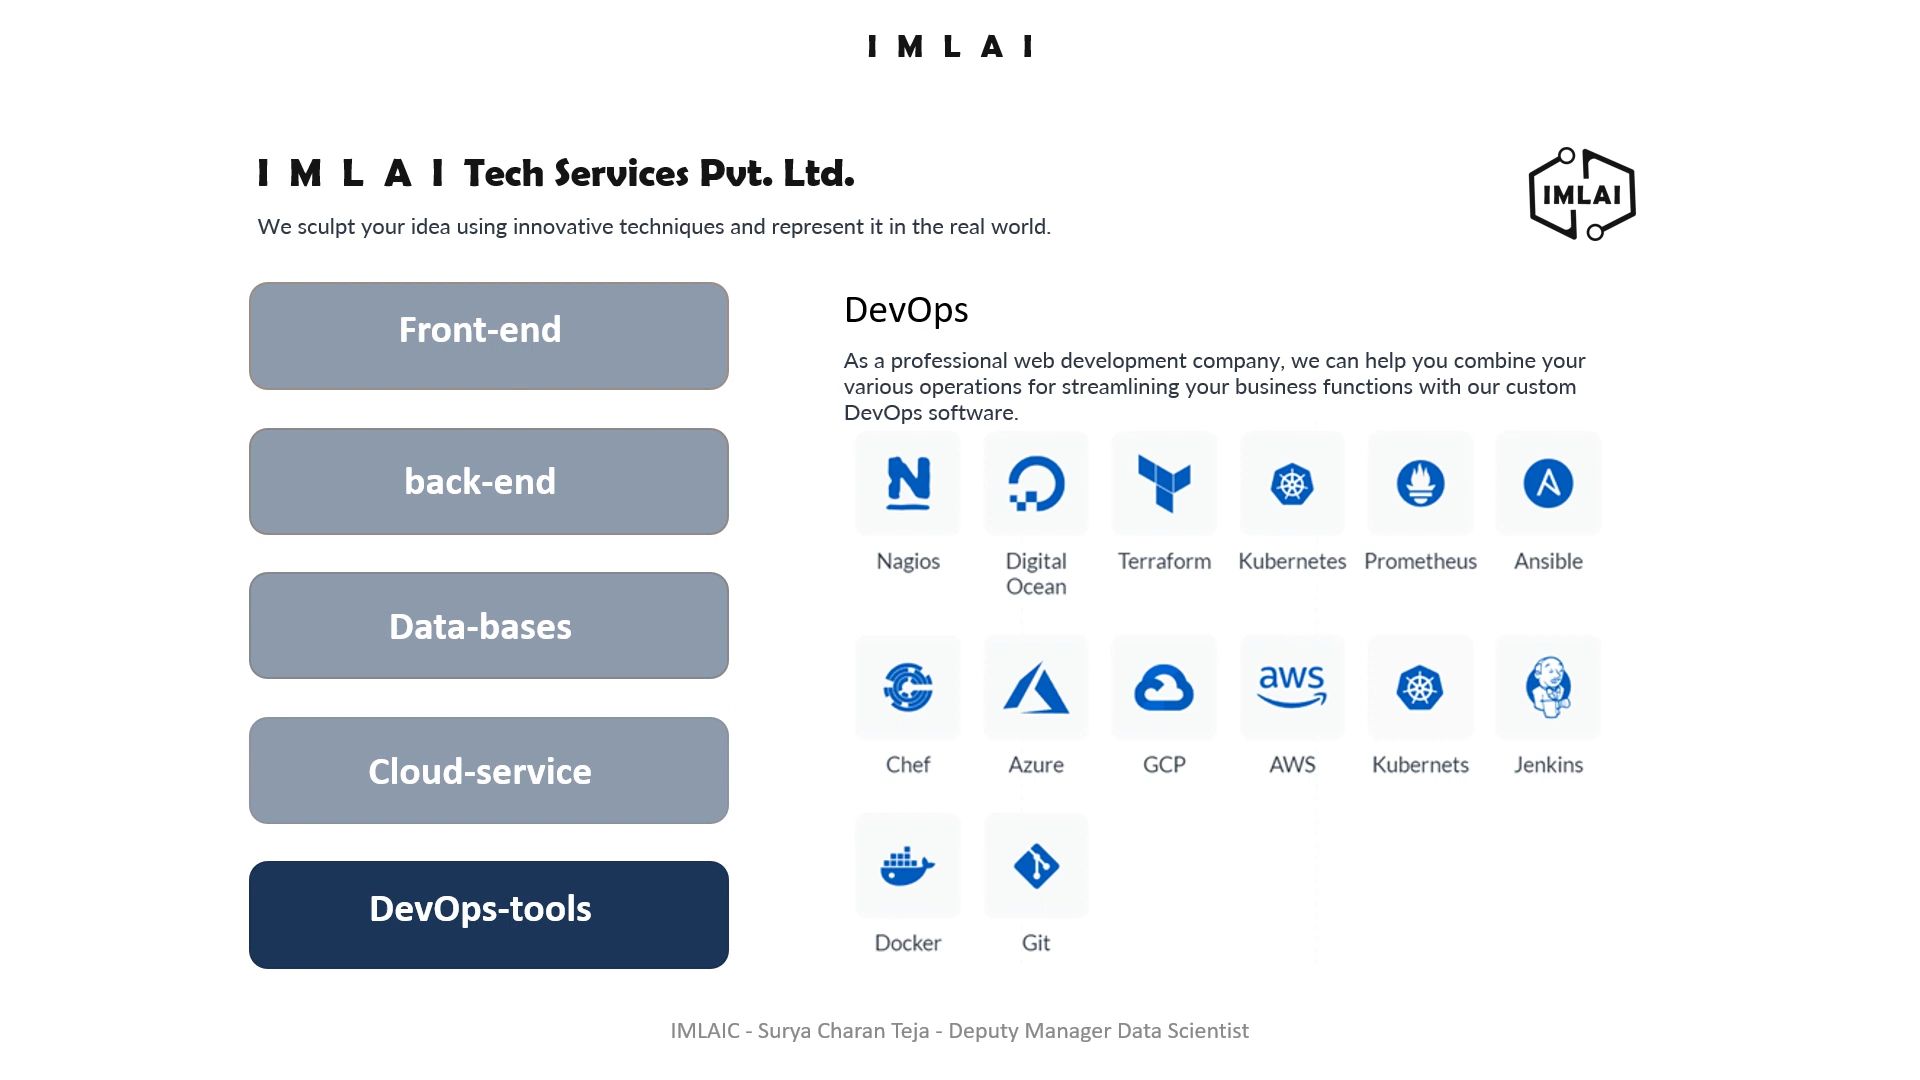 I M L A I
I M L A I Tech Services Pvt. Ltd.
We sculpt your idea using innovative techniques and represent it in the real world.
IMLAI
Front-end
back-end
Data-bases
Cloud-service
DevOps-tools
DevOps
As a professional web development company, we can help you combine your
various operations for streamlining your business functions with our custom
DevOps software.
Nagios
Digital
Ocean
Terraform
Kubernetes
Prometheus
Ansible
aws
Chef
Azure
GCP
AWS
Kubernets
Jenkins
Docker
Git
IMLAIC - Surya Charan Teja - Deputy Manager Data Scientist